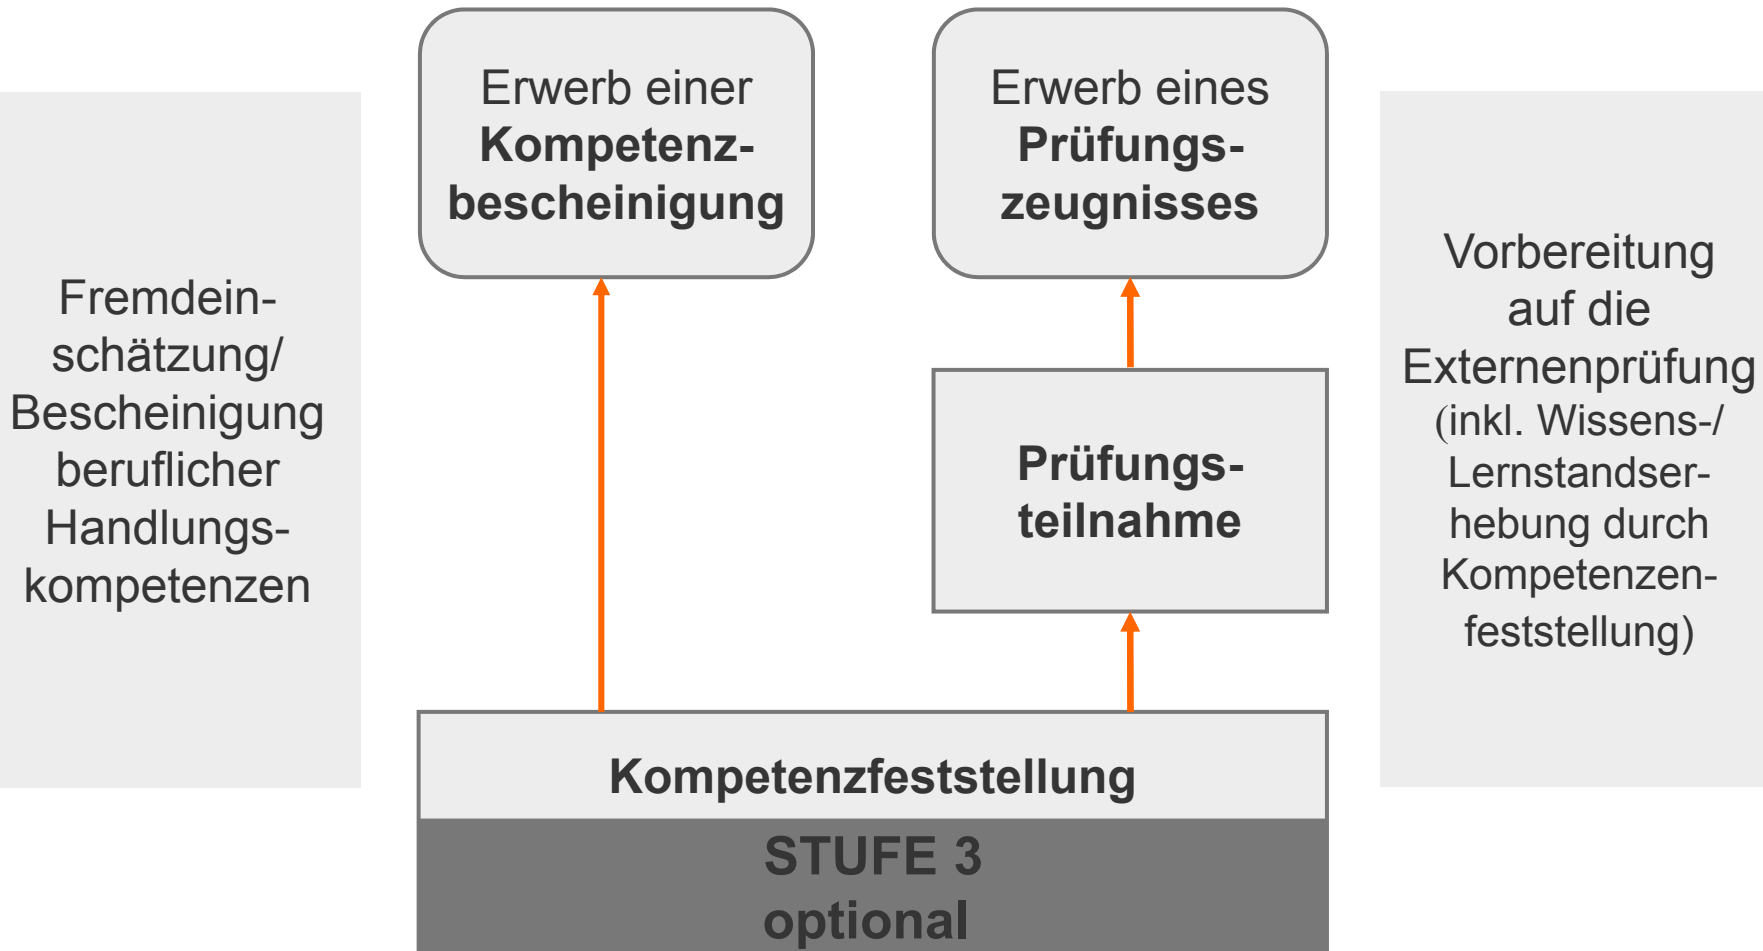 Fremdein-
schätzung/
Bescheinigung
beruflicher
Handlungs-
kompetenzen
Erwerb einer
Kompetenz-
bescheinigung
Erwerb eines
Prüfungs-
zeugnisses
Prüfungs-
teilnahme
Kompetenzfeststellung
STUFE 3
optional
Vorbereitung
auf die
Externenprüfung
(inkl. Wissens-/
Lernstandser-
hebung durch
Kompetenzen-
feststellung)